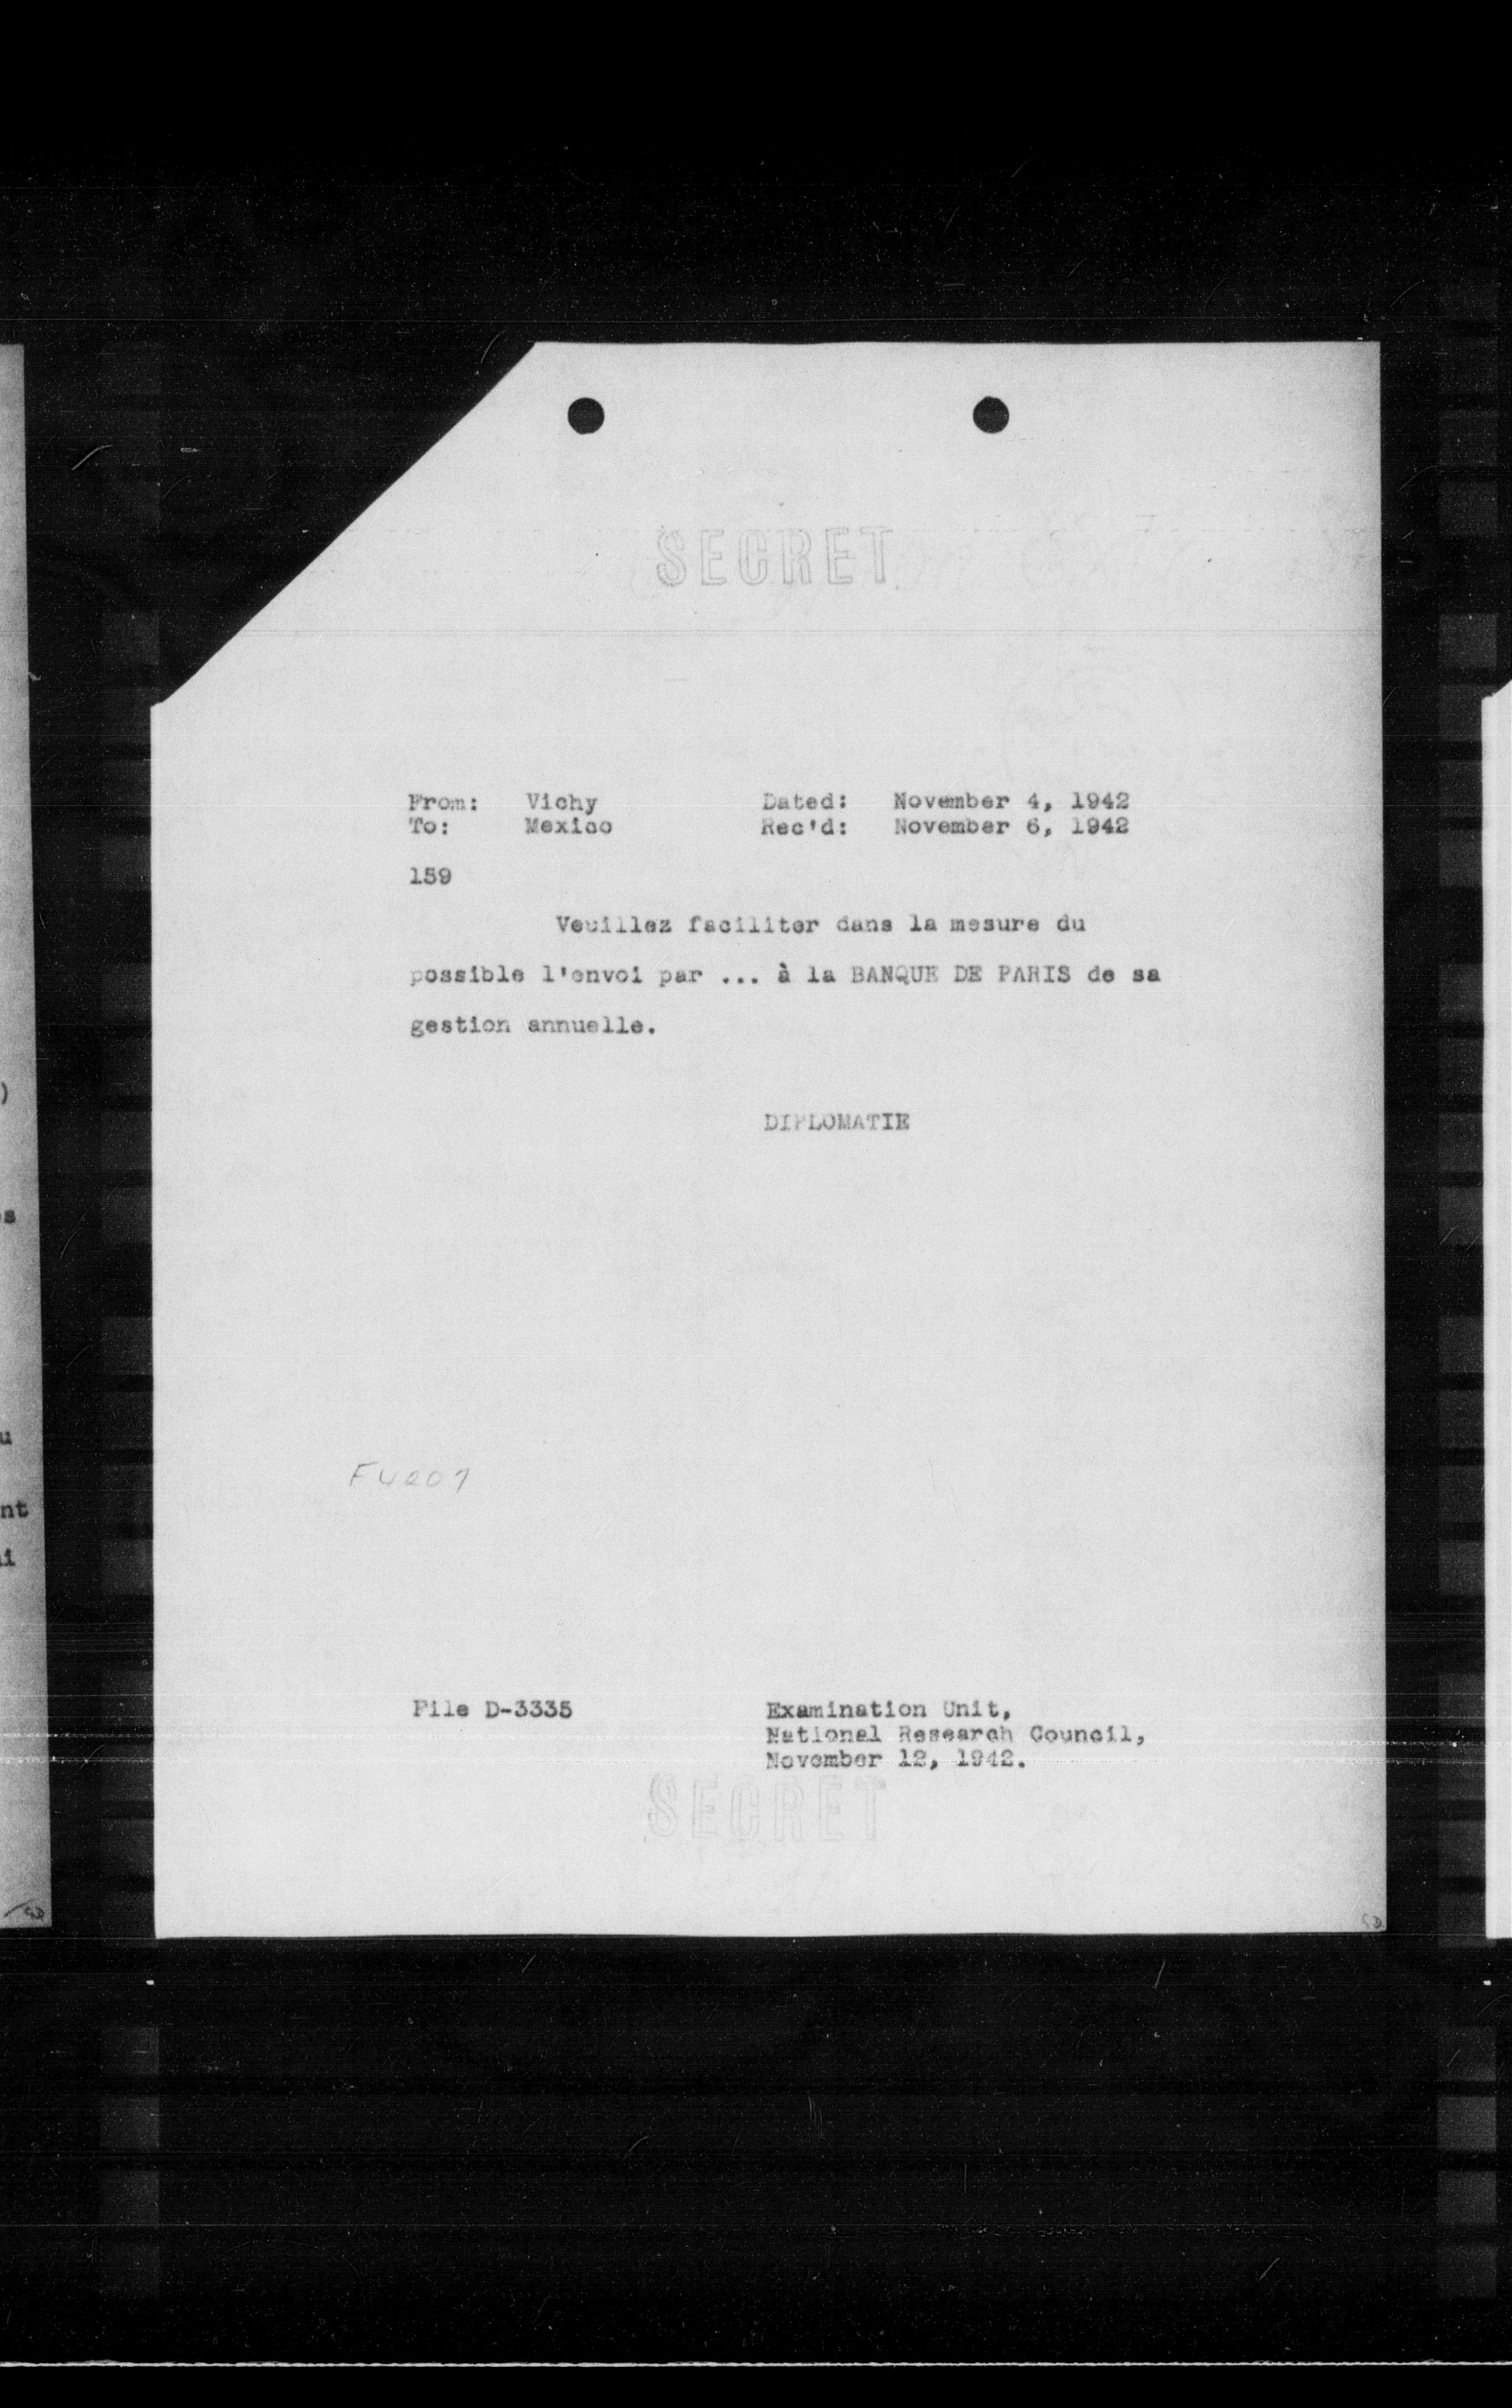 SECRET
From: Vichy Dated: November 4, 1942
To: Mexico Rec'd: November 6, 1942
159
Veuillez faciliter dans la mesure du
possible l'envoi par ... à la BANQUE DE PARIS de sa
gestion annuelle.
DIPLOMATIE
FU207
File D-3335 Examination Unit,
National Research Council,
November 12, 1942.
SECRET